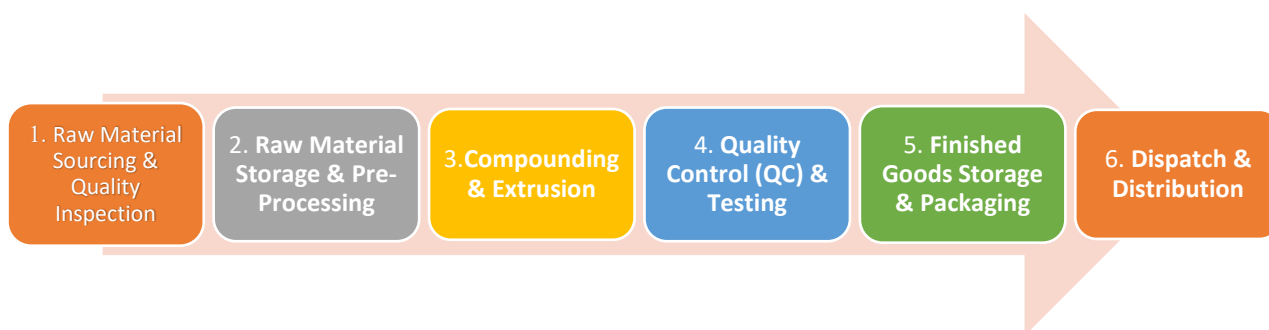 1. Raw Material
Sourcing &
Quality
Inspection
2. Raw Material
Storage & Pre-
Processing
3.Compounding
& Extrusion
4. Quality
Control (QC) &
Testing
5. Finished
Goods Storage
& Packaging
6. Dispatch &
Distribution